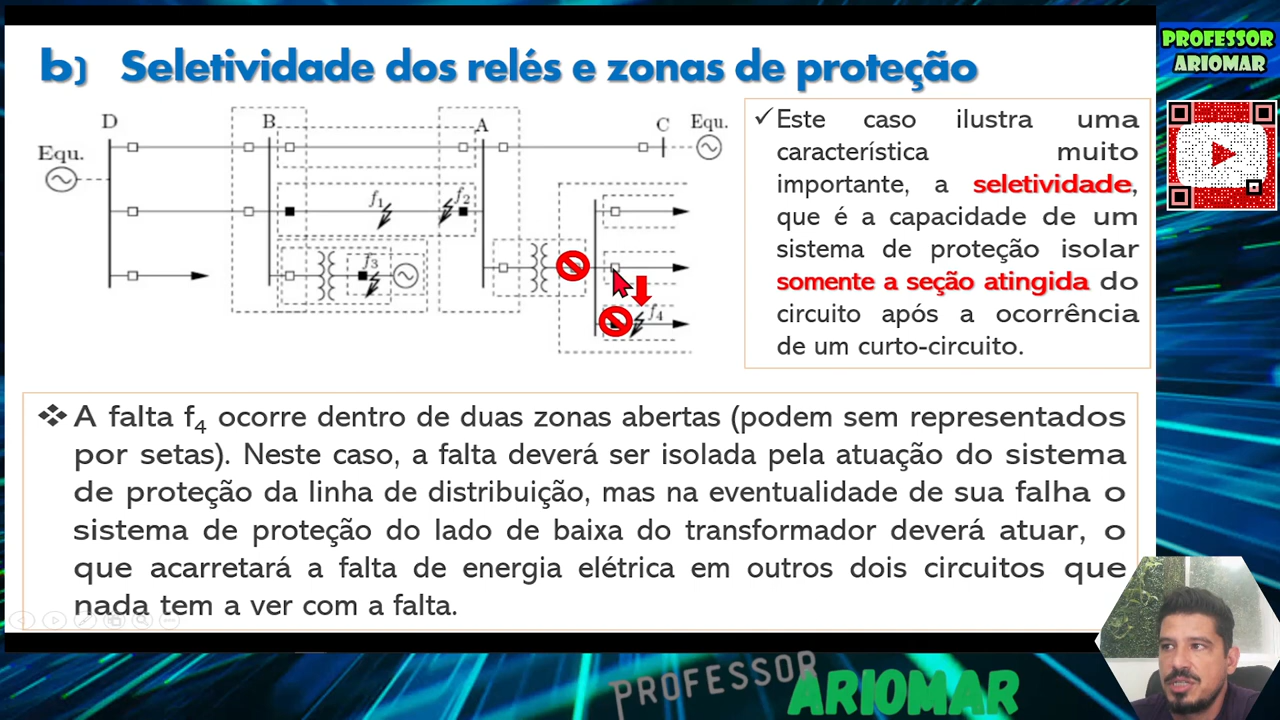 b) Seletividade dos relés e zonas de proteção
PROFESSOR
ARIOMAR
D
B
A
C
Equ.
Equ.
f1
f2
f3
f4
✓Este caso ilustra uma
característica muito
importante, a seletividade,
que é a capacidade de um
sistema de proteção isolar
somente a seção atingida do
circuito após a ocorrência
de um curto-circuito.
❖ A falta f4 ocorre dentro de duas zonas abertas (podem sem representados
por setas). Neste caso, a falta deverá ser isolada pela atuação do sistema
de proteção da linha de distribuição, mas na eventualidade de sua falha o
sistema de proteção do lado de baixa do transformador deverá atuar, o
que acarretará a falta de energia elétrica em outros dois circuitos que
nada tem a ver com a falta.
PROFESSOR
ARIOMAR